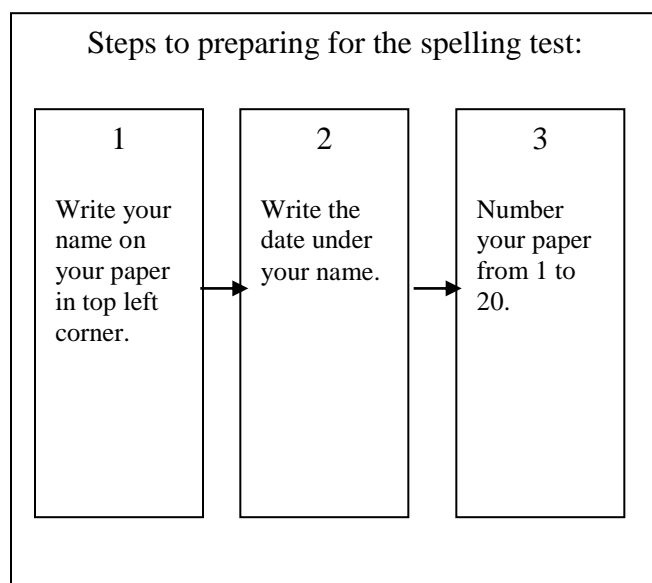 Steps to preparing for the spelling test:
1
Write your
name on
your paper
in top left
corner.
2
Write the
date under
your name.
3
Number
your paper
from 1 to
20.